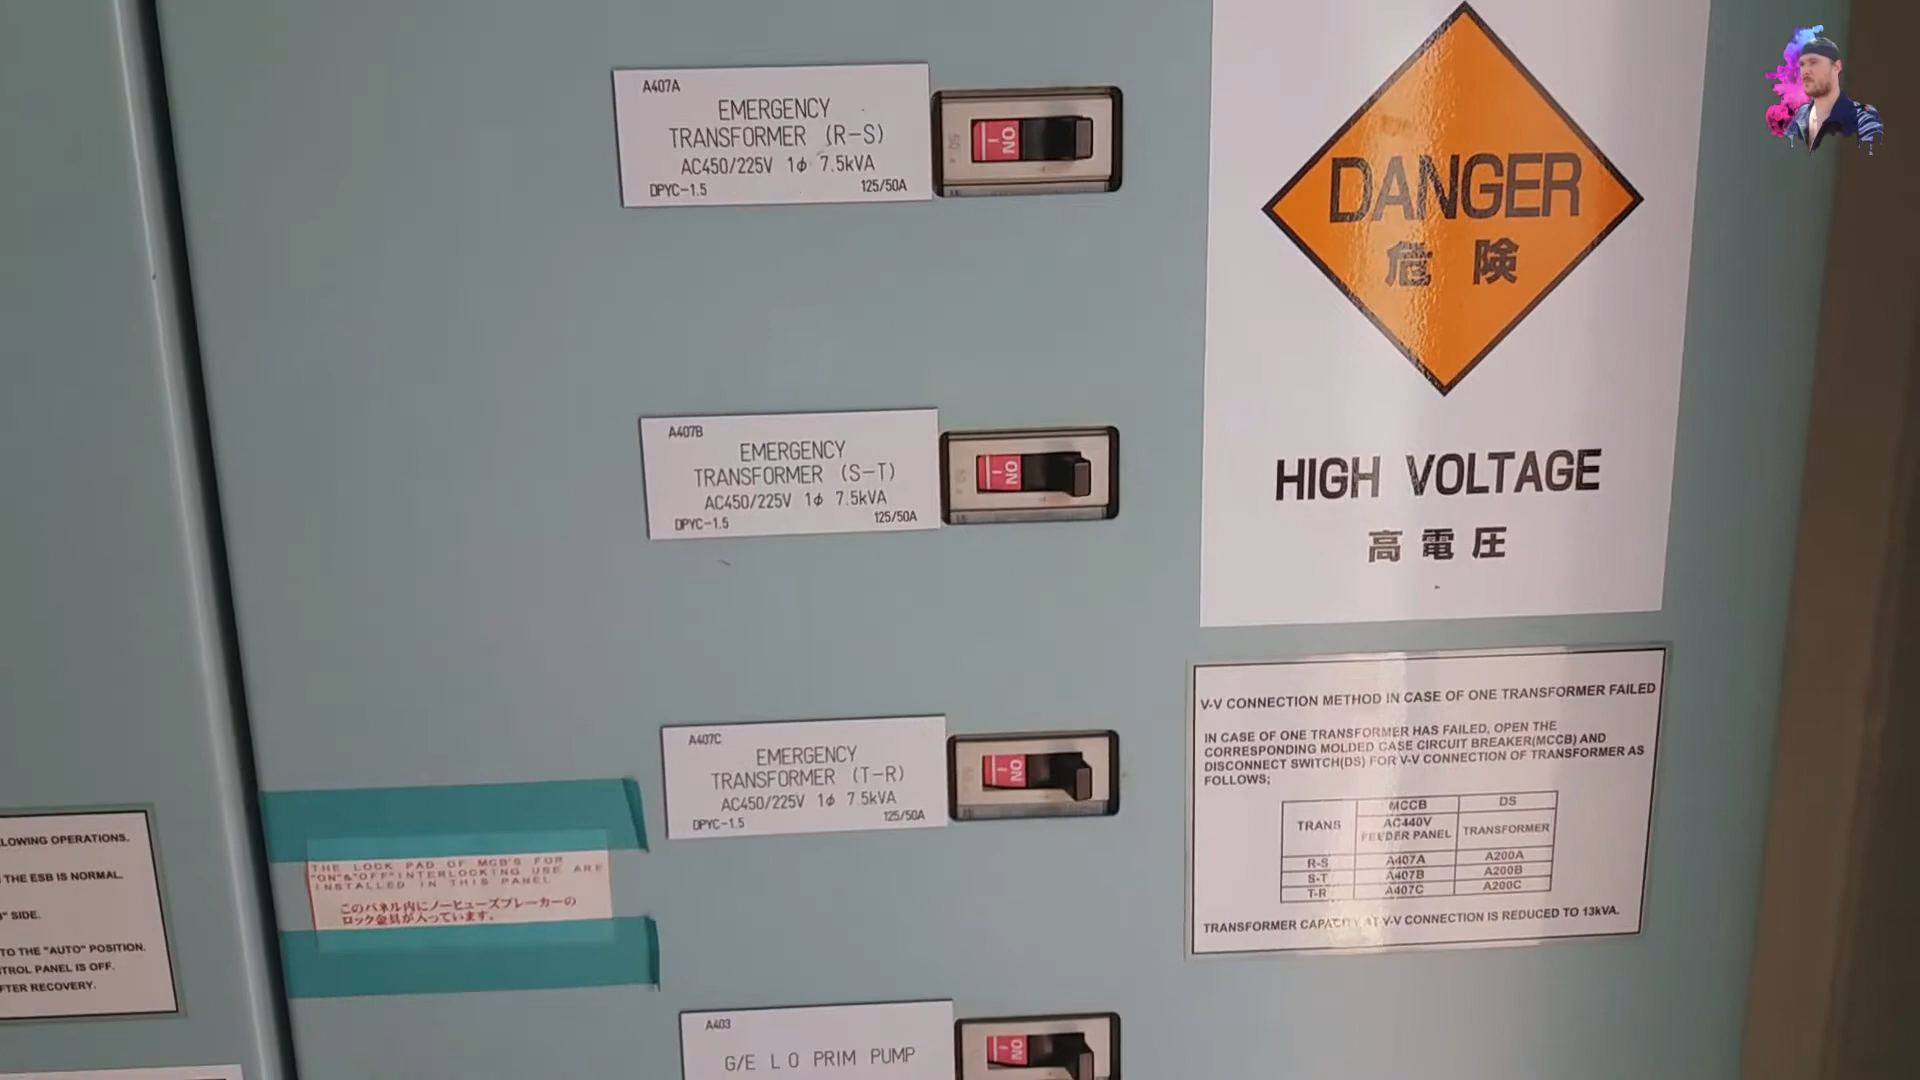 A407A
EMERGENCY
TRANSFORMER (R-S)
AC450/225V 1ϕ 7.5kVA
DPYC-1.5 125/50A
ON
I
A407B
EMERGENCY
TRANSFORMER (S-T)
AC450/225V 1ϕ 7.5kVA
DPYC-1.5 125/50A
ON
I
A407C
EMERGENCY
TRANSFORMER (T-R)
AC450/225V 1ϕ 7.5kVA
DPYC-1.5 125/50A
ON
I
A403
G/E L O PRIM PUMP
ON
I
DANGER
危険
HIGH VOLTAGE
高電圧
V-V CONNECTION METHOD IN CASE OF ONE TRANSFORMER FAILED
IN CASE OF ONE TRANSFORMER HAS FAILED, OPEN THE
CORRESPONDING MOLDED CASE CIRCUIT BREAKER(MCCB) AND
DISCONNECT SWITCH(DS) FOR V-V CONNECTION OF TRANSFORMER AS
FOLLOWS;
TRANS MCCB DS
AC440V
FEEDER PANEL TRANSFORMER
R-S A407A A200A
S-T A407B A200B
T-R A407C A200C
TRANSFORMER CAPACITY AT V-V CONNECTION IS REDUCED TO 13kVA.
THE LOCK PAD OF MCB'S FOR
"ON"&"OFF"INTERLOCKING USE ARE
INSTALLED IN THIS PANEL
このパネル内にノーヒューズブレーカーの
ロック金具が入っています。
LOWING OPERATIONS.
THE ESB IS NORMAL.
" SIDE.
TO THE "AUTO" POSITION.
TROL PANEL IS OFF.
FTER RECOVERY.